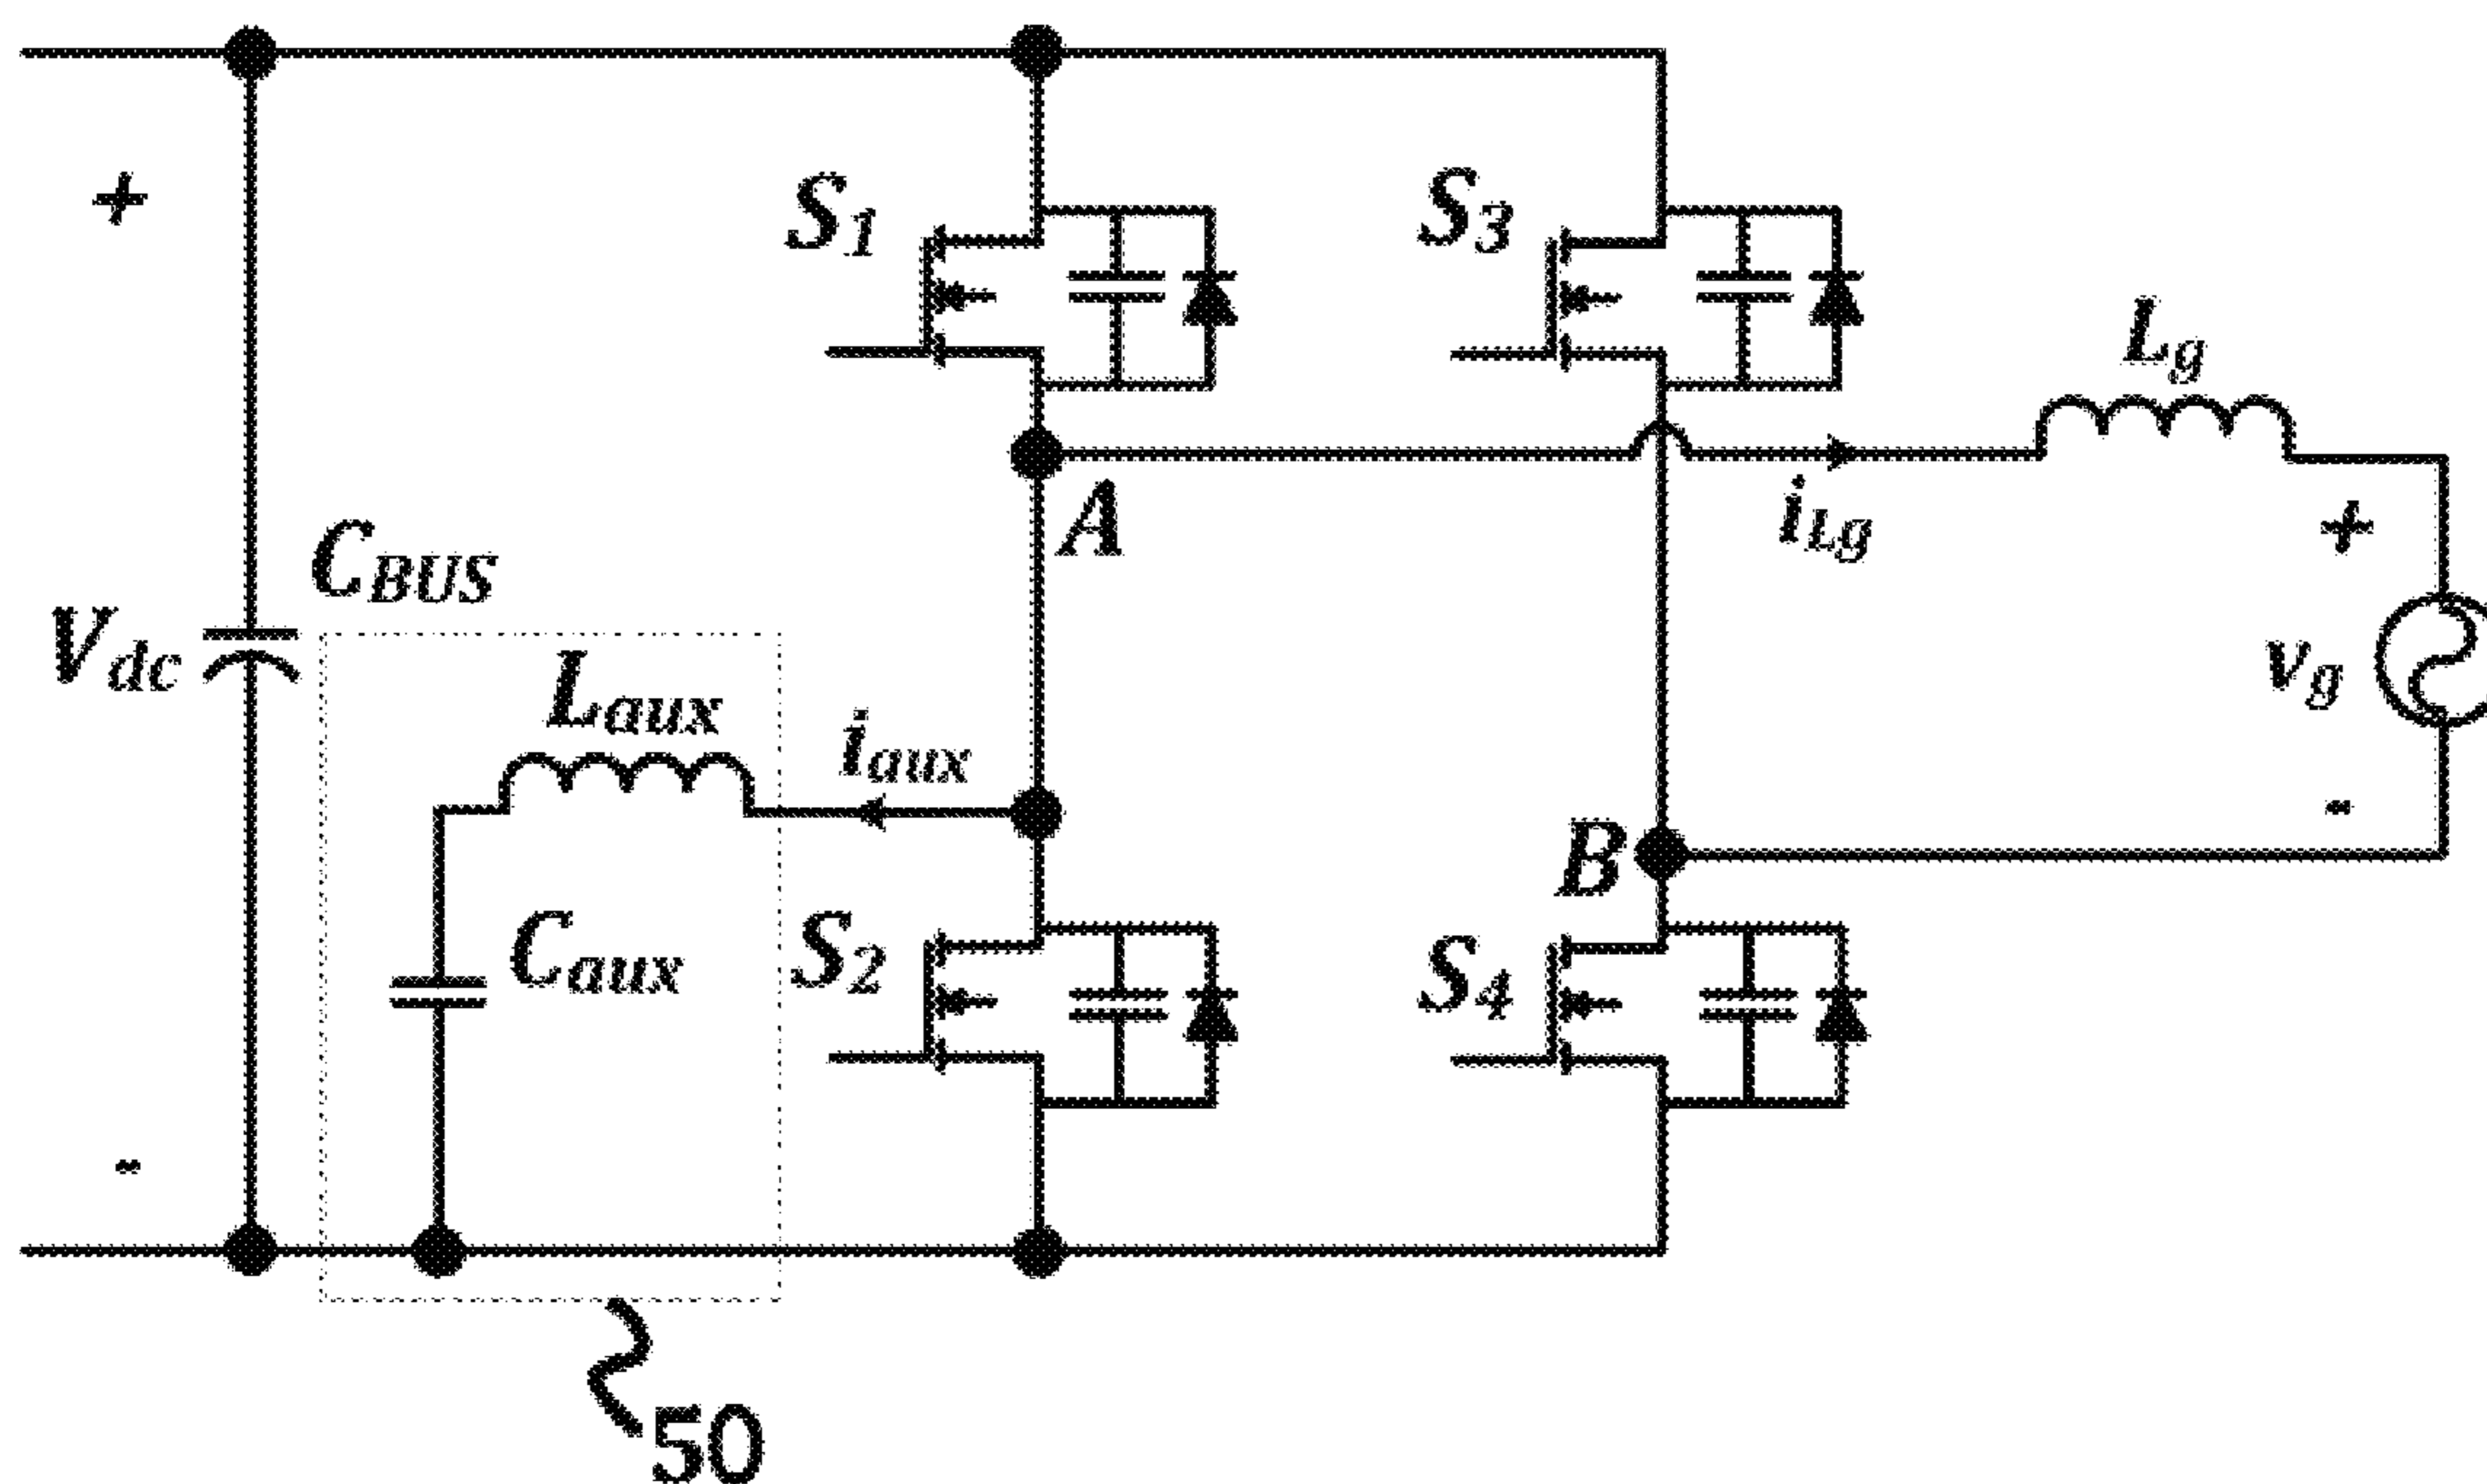 +
S1
S3
Lg
A
iLg
+
CBUS
Vdc
Laux
iaux
vg
-
B
Caux
S2
S4
-
50